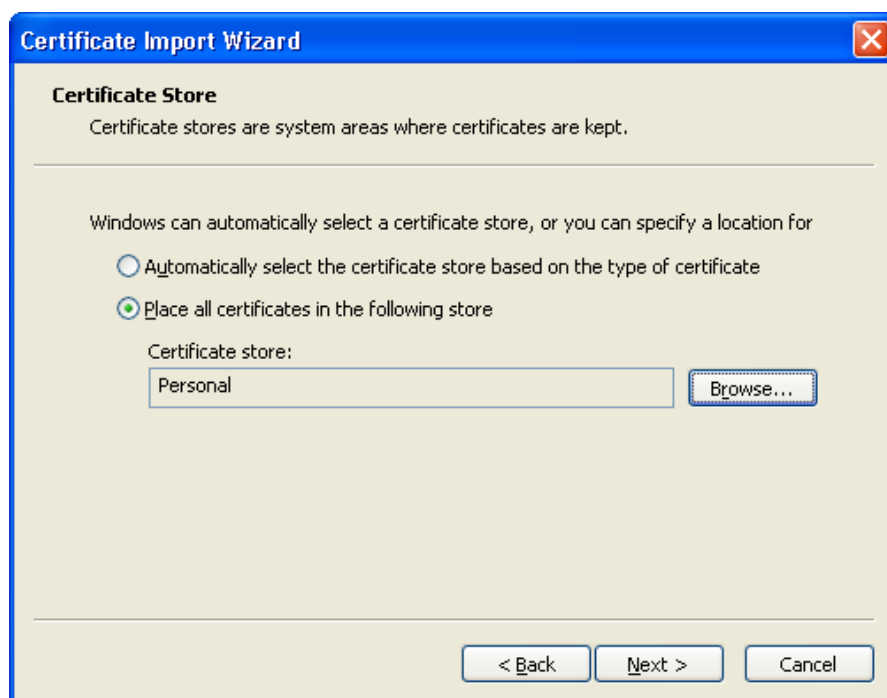 Certificate Import Wizard
Certificate Store
Certificate stores are system areas where certificates are kept.
Windows can automatically select a certificate store, or you can specify a location for
Automatically select the certificate store based on the type of certificate
Place all certificates in the following store
Certificate store:
Personal
Browse...
< Back
Next >
Cancel